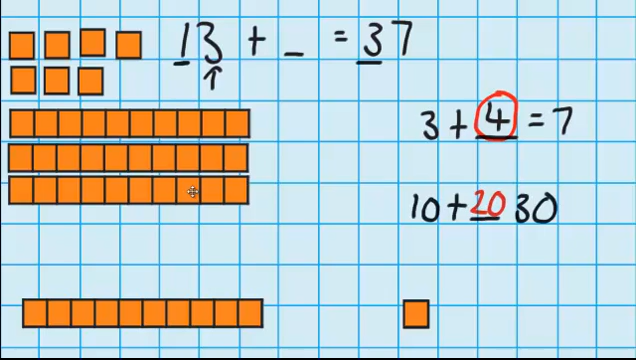 13 + _ = 37
3 + 4 = 7
10 + 20 30